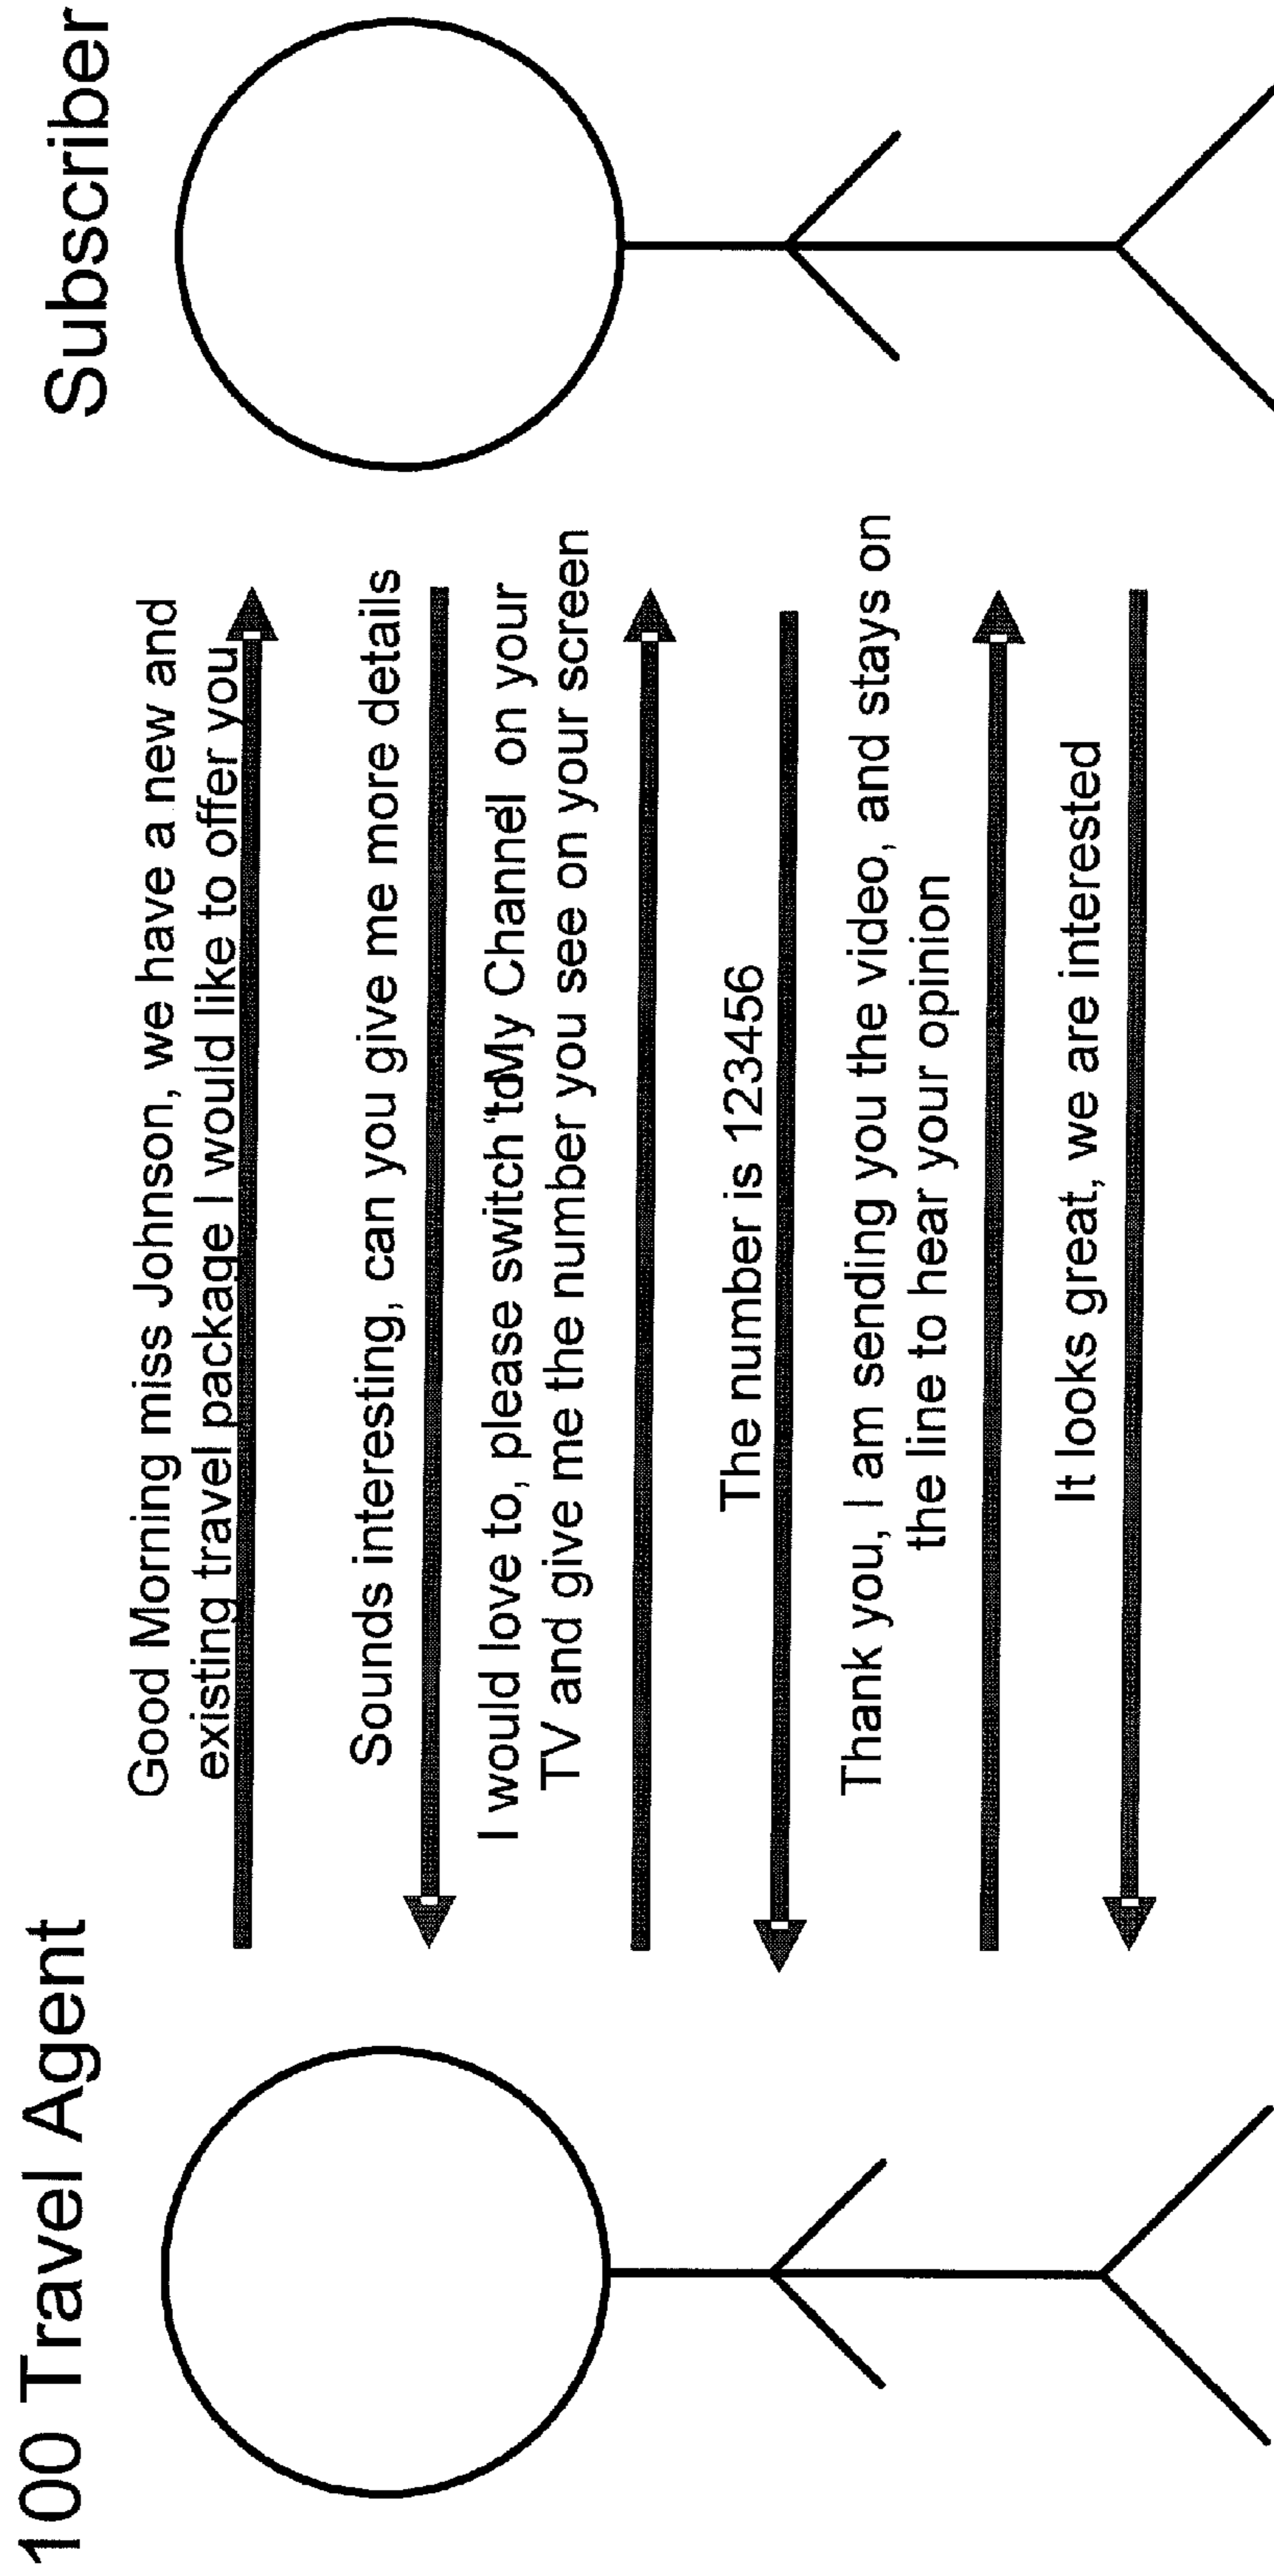 100 Travel Agent
Subscriber
Good Morning miss Johnson, we have a new and
existing travel package I would like to offer you
Sounds interesting, can you give me more details
I would love to, please switch to "My Channel on your
TV and give me the number you see on your screen
The number is 123456
Thank you, I am sending you the video, and stays on
the line to hear your opinion
It looks great, we are interested